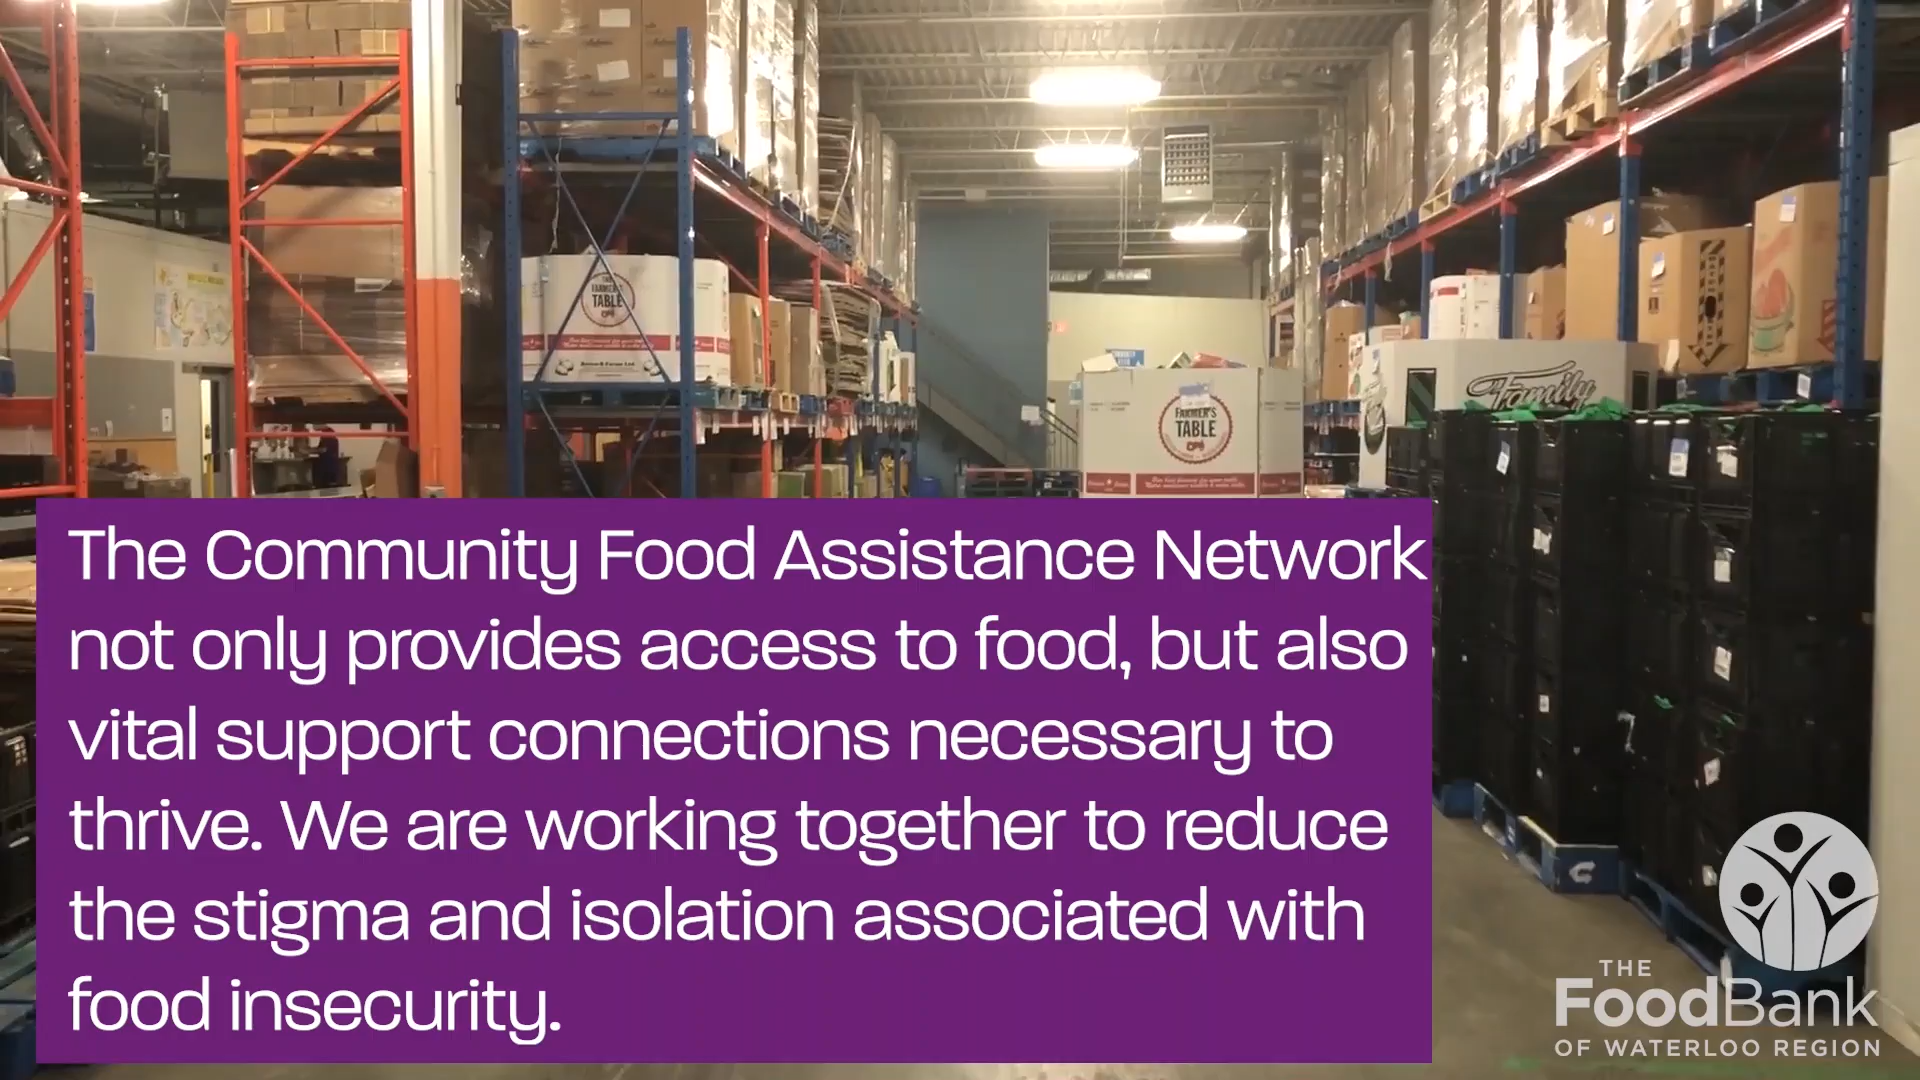 FARMER'S
TABLE
Family
FARMER'S
TABLE
The Community Food Assistance Network
not only provides access to food, but also
vital support connections necessary to
thrive. We are working together to reduce
the stigma and isolation associated with
food insecurity.
THE
FoodBank
OF WATERLOO REGION